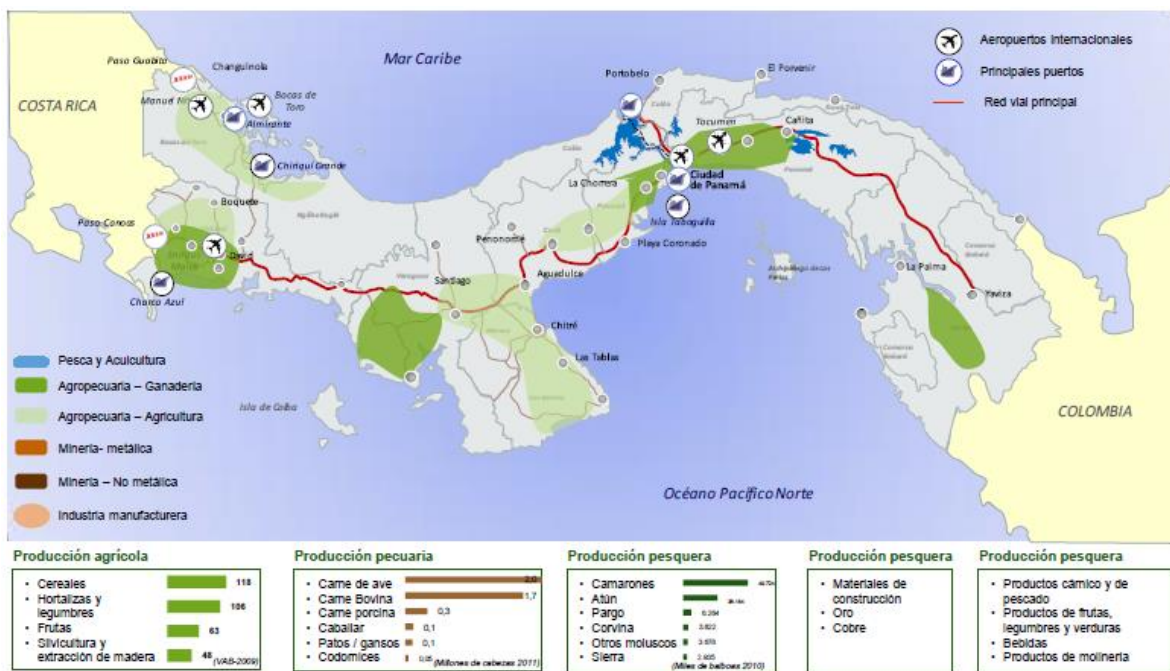 Mar Caribe
Océano Pacífico Norte
COSTA RICA
COLOMBIA
Aeropuertos Internacionales
Principales puertos
Red vial principal
Paso Guabito
Changuinola
Bocas de Toro
Almirante
Chiriquí Grande
Boquete
Paso Canoas
David
Charco Azul
Isla de Coiba
Santiago
Penonomé
Aguadulce
Chitré
Las Tablas
Playa Coronado
La Chorrera
Portobelo
El Porvenir
Tocumen
Cañita
Ciudad de Panamá
Isla Taboguilla
La Palma
Yaviza
Pesca y Acuicultura
Agropecuaria – Ganadería
Agropecuaria – Agricultura
Minería- metálica
Minería – No metálica
Industria manufacturera
Producción agrícola
• Cereales 118
• Hortalizas y legumbres 106
• Frutas 63
• Silvicultura y extracción de madera 48
(VAB-2009)
Producción pecuaria
• Carne de ave 2,0
• Carne Bovina 1,7
• Carne porcina 0,3
• Caballar 0,1
• Patos / gansos 0,1
• Codornices 0,05
(Millones de cabezas 2011)
Producción pesquera
• Camarones
• Atún
• Pargo
• Corvina
• Otros moluscos
• Sierra
(Miles de balboas 2010)
Producción pesquera
• Materiales de construcción
• Oro
• Cobre
Producción pesquera
• Productos cárnico y de pescado
• Productos de frutas, legumbres y verduras
• Bebidas
• Productos de molinería